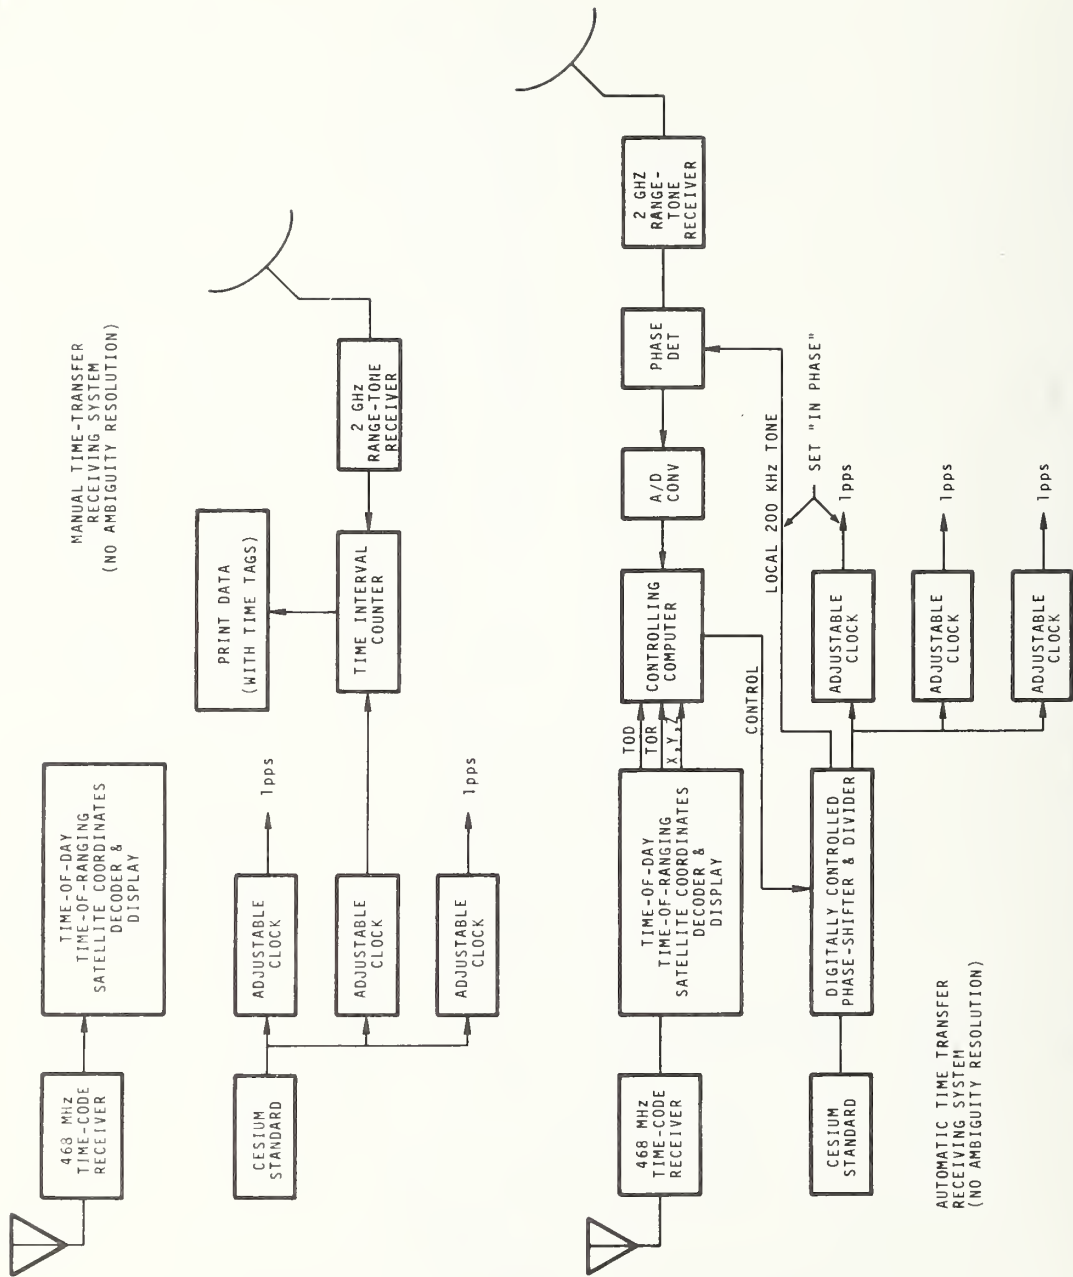 MANUAL TIME-TRANSFER
RECEIVING SYSTEM
(NO AMBIGUITY RESOLUTION)
468 MHz
TIME-CODE
RECEIVER
TIME-OF-DAY
TIME-OF-RANGING
SATELLITE COORDINATES
DECODER &
DISPLAY
PRINT DATA
(WITH TIME TAGS)
CESIUM
STANDARD
ADJUSTABLE
CLOCK
1pps
ADJUSTABLE
CLOCK
TIME INTERVAL
COUNTER
2 GHz
RANGE-TONE
RECEIVER
ADJUSTABLE
CLOCK
1pps
468 MHz
TIME-CODE
RECEIVER
TIME-OF-DAY
TIME-OF-RANGING
SATELLITE COORDINATES
DECODER &
DISPLAY
TOD
TOR
X,Y,Z
CONTROLLING
COMPUTER
A/D
CONV
PHASE
DET
2 GHZ
RANGE-
TONE
RECEIVER
CONTROL
LOCAL 200 KHz TONE
SET "IN PHASE"
CESIUM
STANDARD
DIGITALLY CONTROLLED
PHASE-SHIFTER & DIVIDER
ADJUSTABLE
CLOCK
1pps
ADJUSTABLE
CLOCK
1pps
ADJUSTABLE
CLOCK
1pps
AUTOMATIC TIME TRANSFER
RECEIVING SYSTEM
(NO AMBIGUITY RESOLUTION)